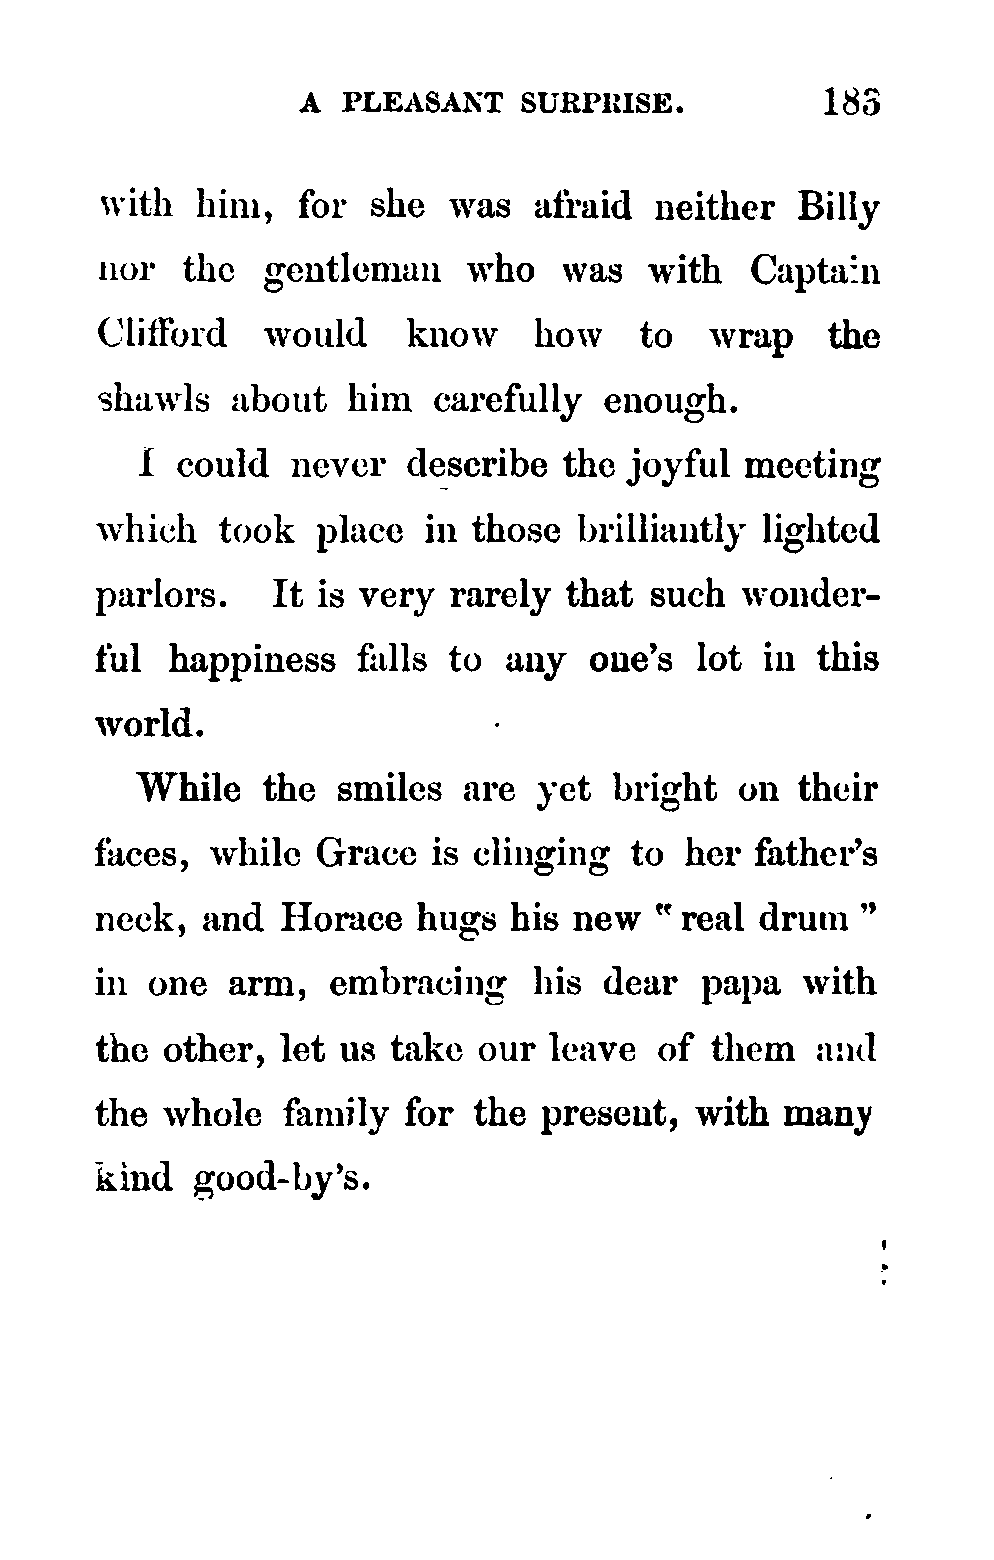 A PLEASANT SURPRISE. 185
with him, for she was afraid neither Billy
nor the gentleman who was with Captain
Clifford would know how to wrap the
shawls about him carefully enough.
I could never describe the joyful meeting
which took place in those brilliantly lighted
parlors. It is very rarely that such wonder-
ful happiness falls to any one's lot in this
world.
While the smiles are yet bright on their
faces, while Grace is clinging to her father's
neck, and Horace hugs his new "real drum"
in one arm, embracing his dear papa with
the other, let us take our leave of them and
the whole family for the present, with many
kind good-by's.